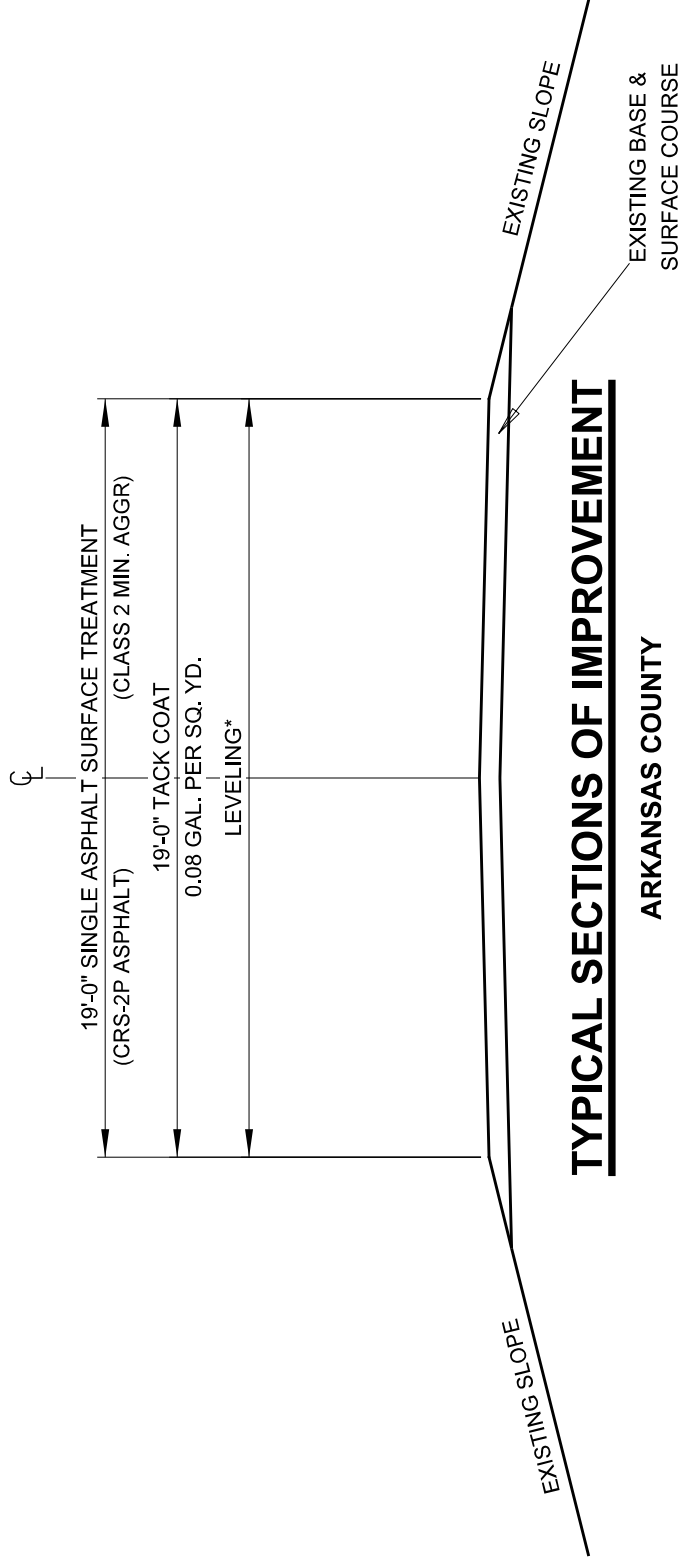 ℄
19'-0" SINGLE ASPHALT SURFACE TREATMENT
(CRS-2P ASPHALT) (CLASS 2 MIN. AGGR)
19'-0" TACK COAT
0.08 GAL. PER SQ. YD.
LEVELING*
EXISTING SLOPE
EXISTING SLOPE
EXISTING BASE &
SURFACE COURSE
TYPICAL SECTIONS OF IMPROVEMENT
ARKANSAS COUNTY